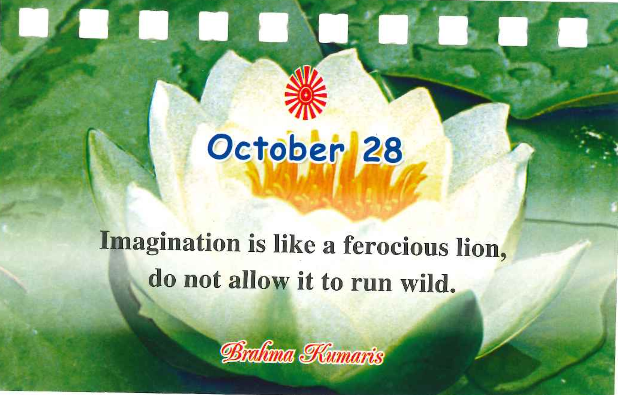 October 28
Imagination is like a ferocious lion,
do not allow it to run wild.
Brahma Kumaris